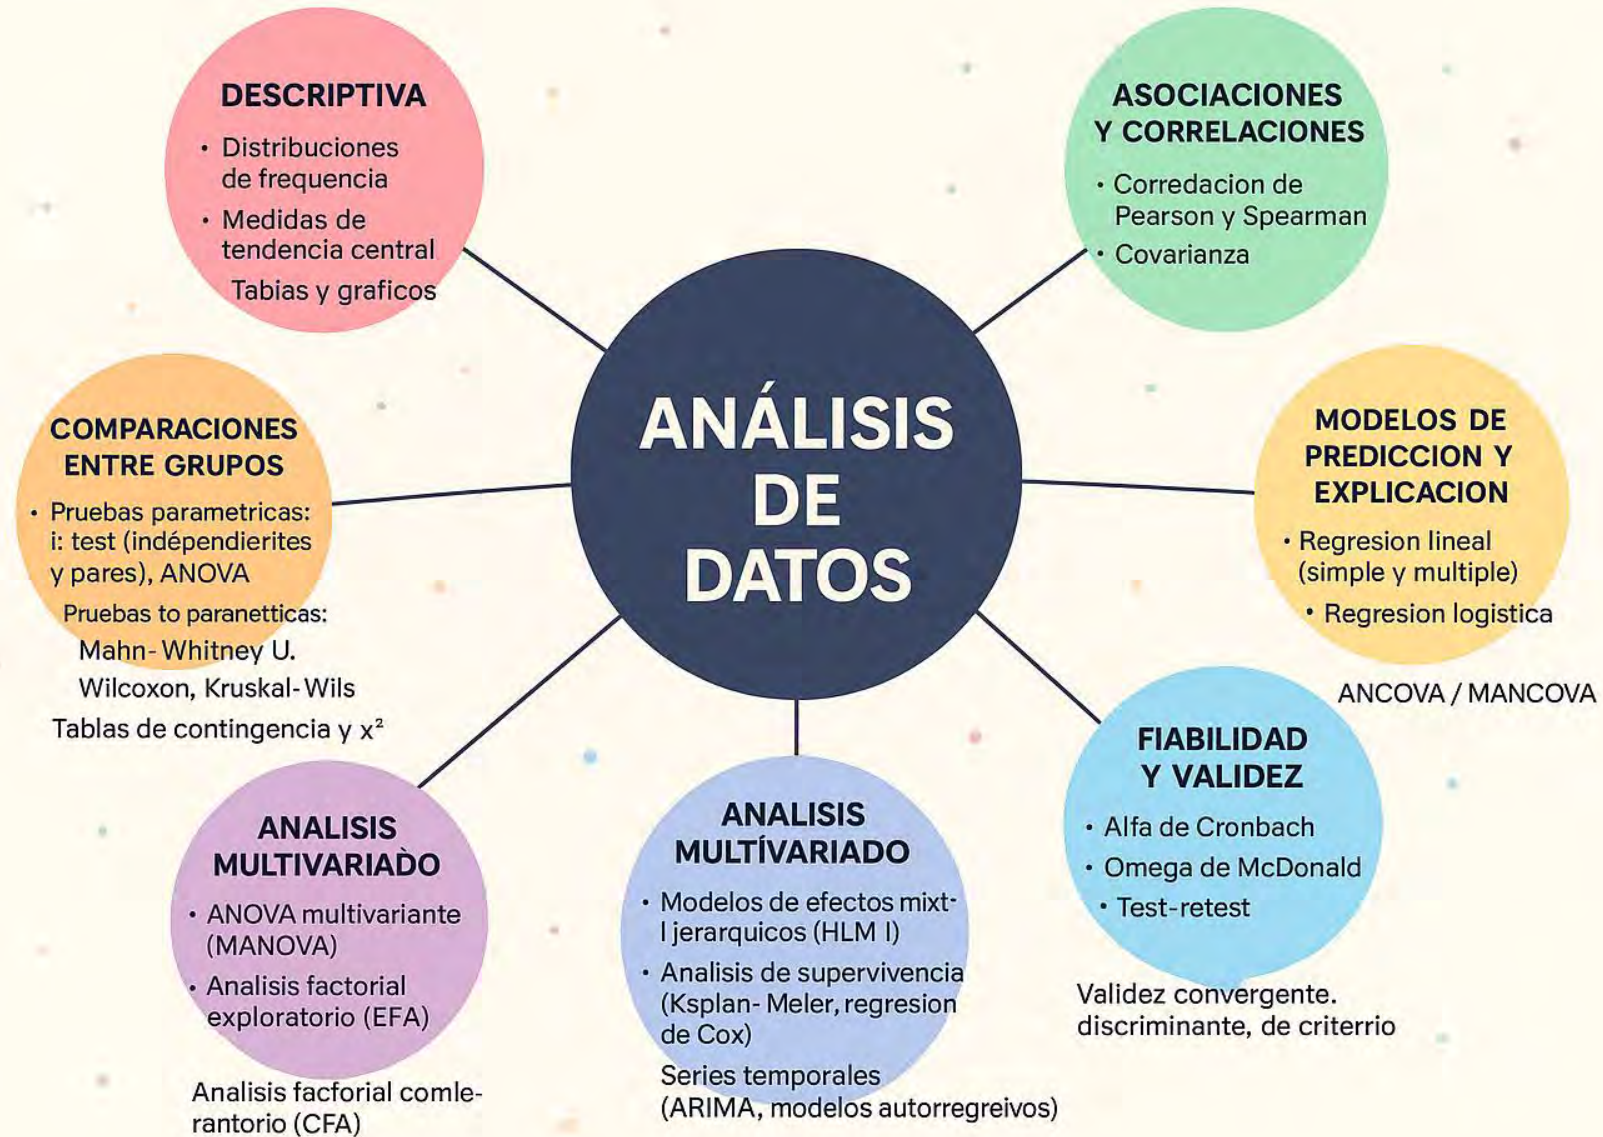 DESCRIPTIVA
• Distribuciones
de frequencia
• Medidas de
tendencia central
Tabias y graficos
ASOCIACIONES
Y CORRELACIONES
• Corredacion de
Pearson y Spearman
• Covarianza
ANÁLISIS
DE
DATOS
COMPARACIONES
ENTRE GRUPOS
• Pruebas parametricas:
i: test (indépendierites
y pares), ANOVA
Pruebas to paranetticas:
Mahn-Whitney U.
Wilcoxon, Kruskal-Wils
Tablas de contingencia y x²
MODELOS DE
PREDICCION Y
EXPLICACION
• Regresion lineal
(simple y multiple)
• Regresion logistica
ANCOVA / MANCOVA
ANALISIS
MULTIVARIAÒO
• ANOVA multivariante
(MANOVA)
• Analisis factorial
exploratorio (EFA)
Analisis facforial comle-
rantorio (CFA)
ANALISIS
MULTÍVARIADO
• Modelos de efectos mixt-
l jerarquicos (HLM I)
• Analisis de supervivencia
(Ksplan-Meler, regresion
de Cox)
Series temporales
(ARIMA, modelos autorregreivos)
FIABILIDAD
Y VALIDEZ
• Alfa de Cronbach
• Omega de McDonald
• Test-retest
Validez convergente.
discriminante, de criterrio